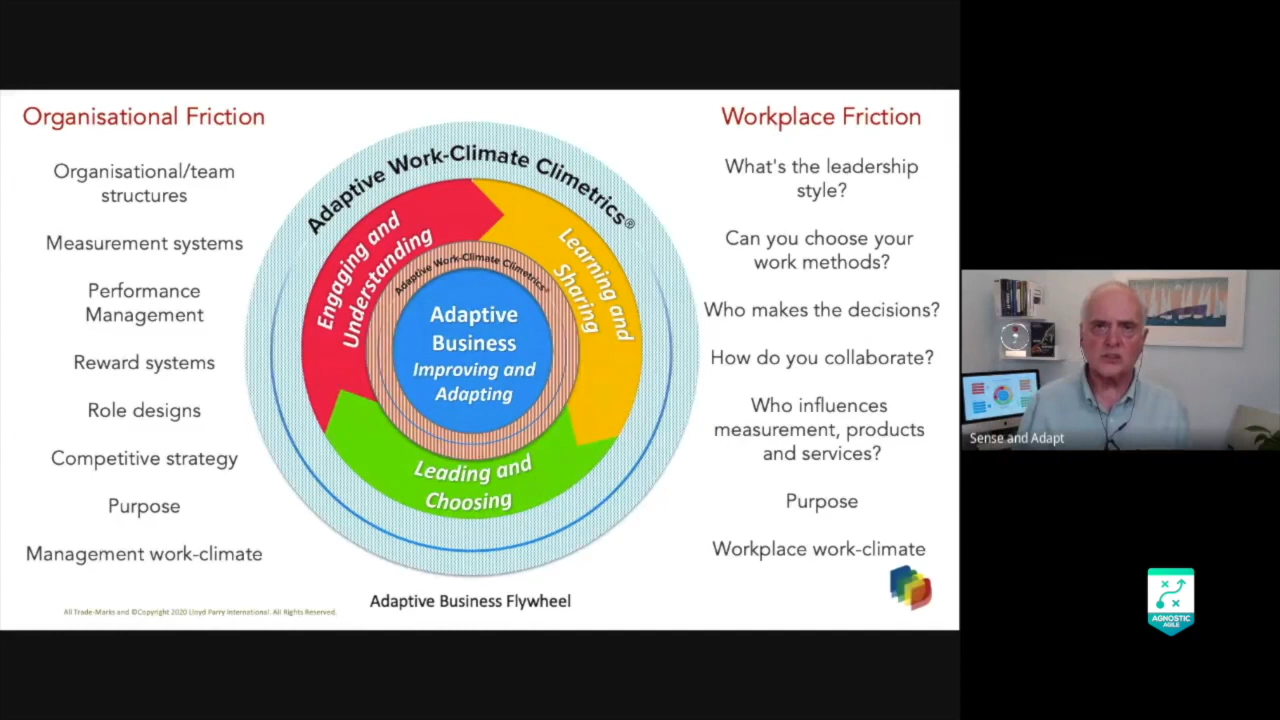 Organisational Friction
Organisational/team
structures
Measurement systems
Performance
Management
Reward systems
Role designs
Competitive strategy
Purpose
Management work-climate
Adaptive Work-Climate Climetrics®
Engaging and
Understanding
Learning and
Sharing
Adaptive Work-Climate Climetrics®
Adaptive
Business
Improving and
Adapting
Leading and
Choosing
Adaptive Business Flywheel
All Trade-Marks and ©Copyright 2020 Lloyd Parry International. All Rights Reserved.
Workplace Friction
What's the leadership
style?
Can you choose your
work methods?
Who makes the decisions?
How do you collaborate?
Who influences
measurement, products
and services?
Purpose
Workplace work-climate
Sense and Adapt
AGNOSTIC
AGILE